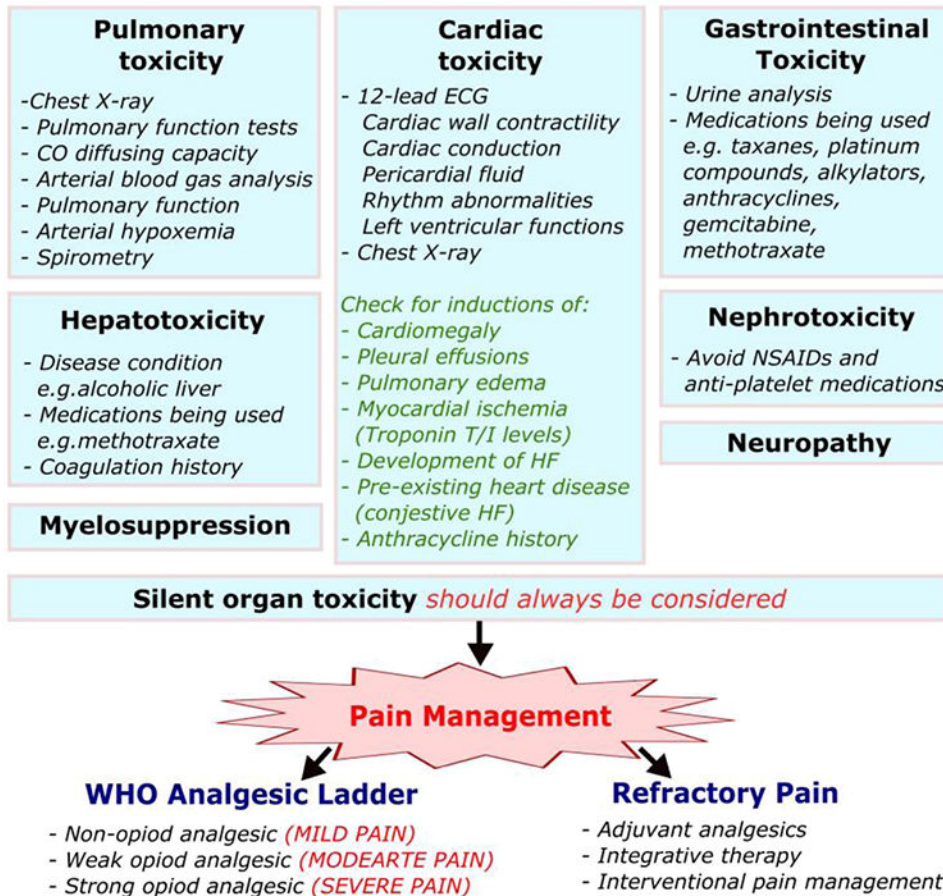 Pulmonary
toxicity
-Chest X-ray
- Pulmonary function tests
- CO diffusing capacity
- Arterial blood gas analysis
- Pulmonary function
- Arterial hypoxemia
- Spirometry
Hepatotoxicity
- Disease condition
e.g.alcoholic liver
- Medications being used
e.g.methotraxate
- Coagulation history
Myelosuppression
Cardiac
toxicity
- 12-lead ECG
Cardiac wall contractility
Cardiac conduction
Pericardial fluid
Rhythm abnormalities
Left ventricular functions
- Chest X-ray
Check for inductions of:
- Cardiomegaly
- Pleural effusions
- Pulmonary edema
- Myocardial ischemia
(Troponin T/I levels)
- Development of HF
- Pre-existing heart disease
(conjestive HF)
- Anthracycline history
Gastrointestinal
Toxicity
- Urine analysis
- Medications being used
e.g. taxanes, platinum
compounds, alkylators,
anthracyclines,
gemcitabine,
methotraxate
Nephrotoxicity
- Avoid NSAIDs and
anti-platelet medications
Neuropathy
Silent organ toxicity should always be considered
Pain Management
WHO Analgesic Ladder
- Non-opiod analgesic (MILD PAIN)
- Weak opiod analgesic (MODEARTE PAIN)
- Strong opiod analgesic (SEVERE PAIN)
Refractory Pain
- Adjuvant analgesics
- Integrative therapy
- Interventional pain management